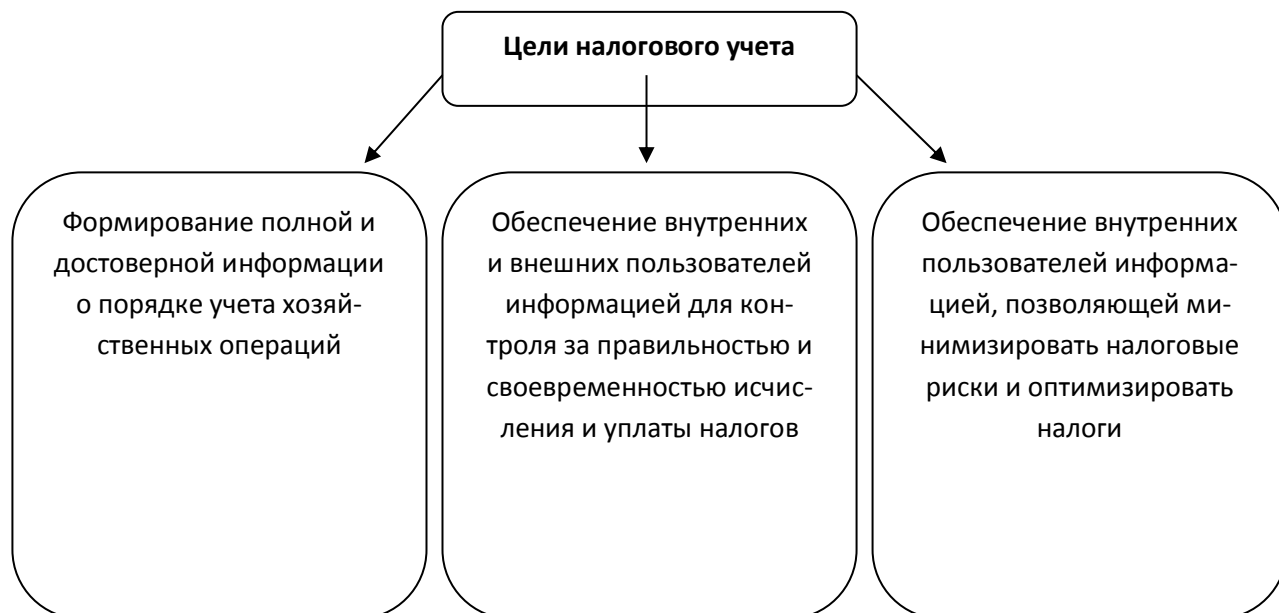 Цели налогового учета
Формирование полной и
достоверной информации
о порядке учета хозяй-
ственных операций
Обеспечение внутренних
и внешних пользователей
информацией для кон-
троля за правильностью и
своевременностью исчис-
ления и уплаты налогов
Обеспечение внутренних
пользователей информа-
цией, позволяющей ми-
нимизировать налоговые
риски и оптимизировать
налоги